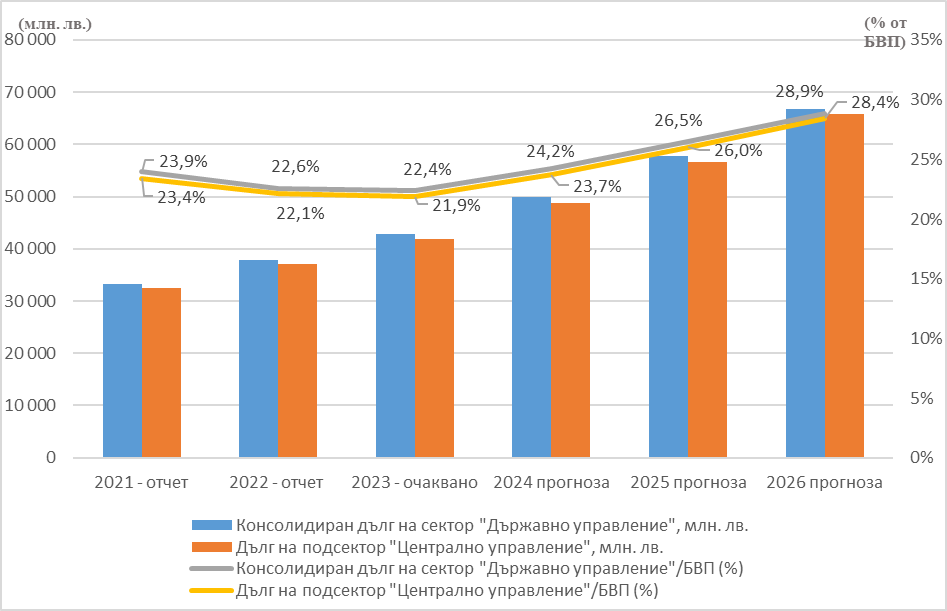 (млн. лв.)
(% от
БВП)
80 000
70 000
60 000
50 000
40 000
30 000
20 000
10 000
0
35%
30%
25%
20%
15%
10%
5%
0%
23,9%
22,6%
22,4%
24,2%
26,5%
28,9%
23,4%
22,1%
21,9%
23,7%
26,0%
28,4%
2021 - отчет
2022 - отчет
2023 - очаквано
2024 прогноза
2025 прогноза
2026 прогноза
Консолидиран дълг на сектор "Държавно управление", млн. лв.
Дълг на подсектор "Централно управление", млн. лв.
Консолидиран дълг на сектор "Държавно управление"/БВП (%)
Дълг на подсектор "Централно управление"/БВП (%)